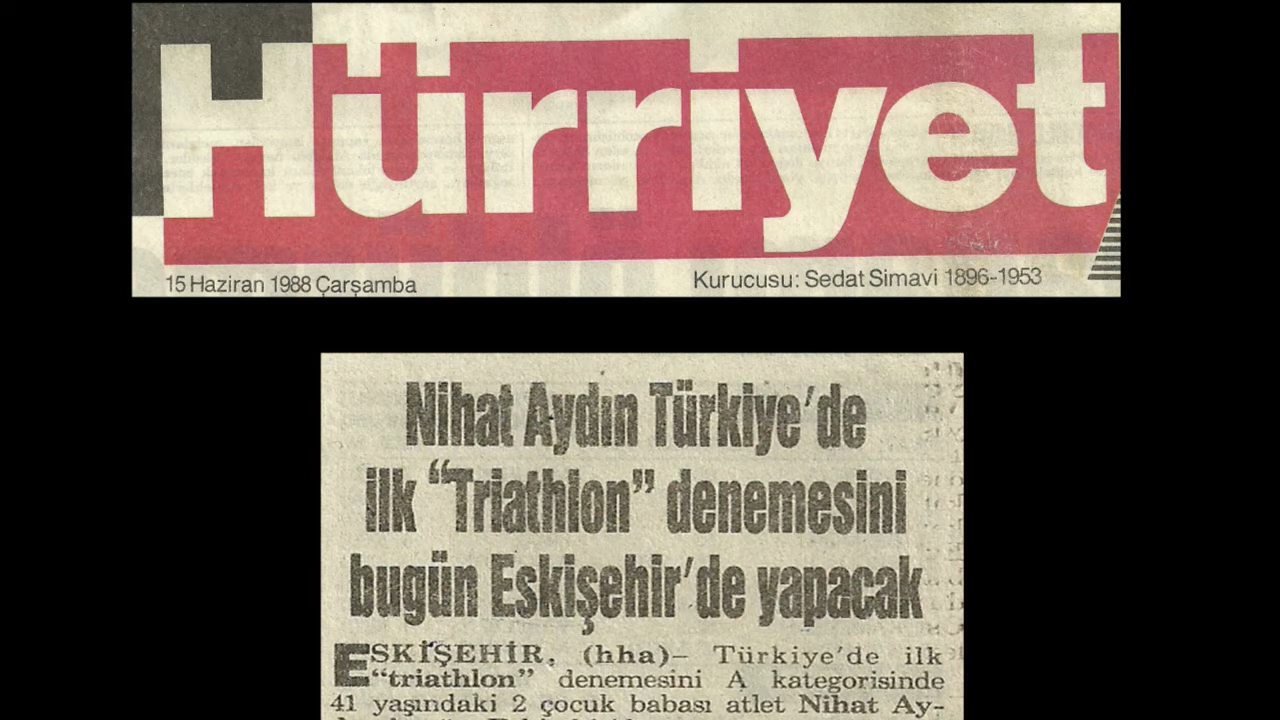 Hürriyet
15 Haziran 1988 Çarşamba
Kurucusu: Sedat Simavi 1896-1953
Nihat Aydın Türkiye'de
ilk “Triathlon” denemesini
bugün Eskişehir'de yapacak
ESKİŞEHİR, (hha)– Türkiye'de ilk
“triathlon” denemesini A kategorisinde
41 yaşındaki 2 çocuk babası atlet Nihat Ay-